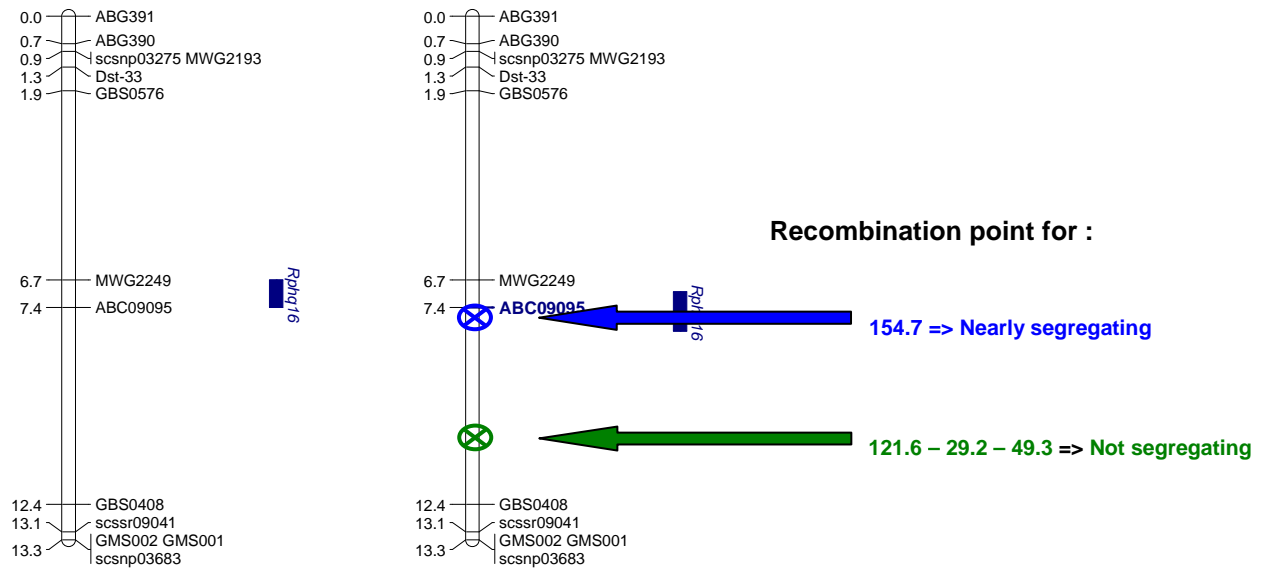 0.0 ABG391
0.7 ABG390
0.9 scsnp03275 MWG2193
1.3 Dst-33
1.9 GBS0576
6.7 MWG2249
7.4 ABC09095
12.4 GBS0408
13.1 scssr09041
13.3 GMS002 GMS001
scsnp03683
Rphq16
0.0 ABG391
0.7 ABG390
0.9 scsnp03275 MWG2193
1.3 Dst-33
1.9 GBS0576
6.7 MWG2249
7.4 ABC09095
12.4 GBS0408
13.1 scssr09041
13.3 GMS002 GMS001
scsnp03683
Recombination point for :
154.7 => Nearly segregating
121.6 – 29.2 – 49.3 => Not segregating